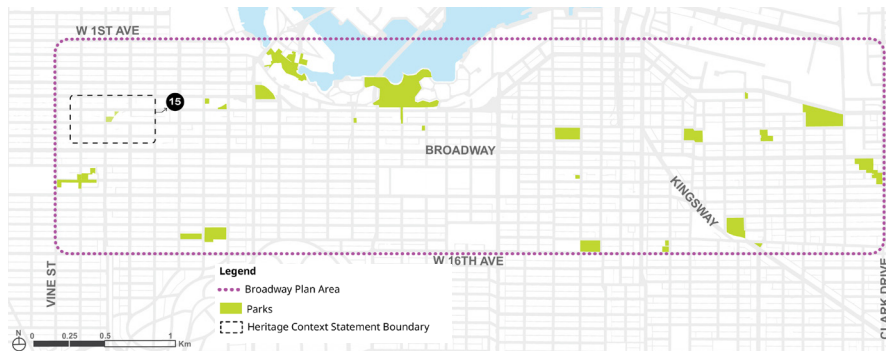 W 1ST AVE
15
BROADWAY
KINGSWAY
W 16TH AVE
VINE ST
CLARK DRIVE
Legend
Broadway Plan Area
Parks
Heritage Context Statement Boundary
N
0 0.25 0.5 1
Km